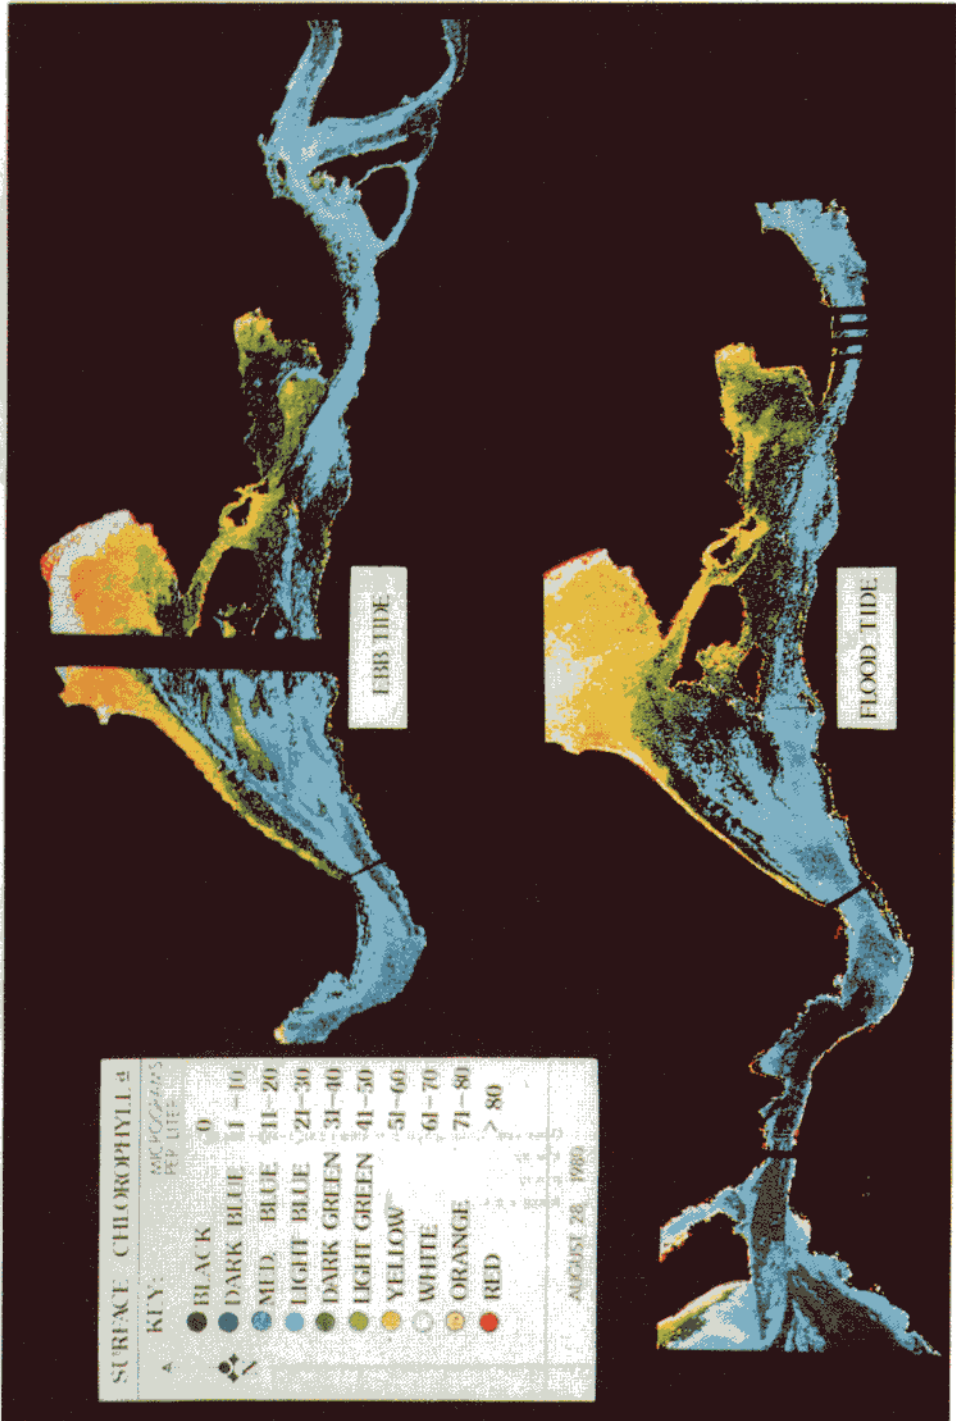 SURFACE CHLOROPHYLL a
KEY: MICROGRAMS
PER LITER
BLACK 0
DARK BLUE 1-10
MED. BLUE 11-20
LIGHT BLUE 21-30
DARK GREEN 31-40
LIGHT GREEN 41-50
YELLOW 51-60
WHITE 61-70
ORANGE 71-80
RED >80
AUGUST 28 1980
N
EBB TIDE
FLOOD TIDE